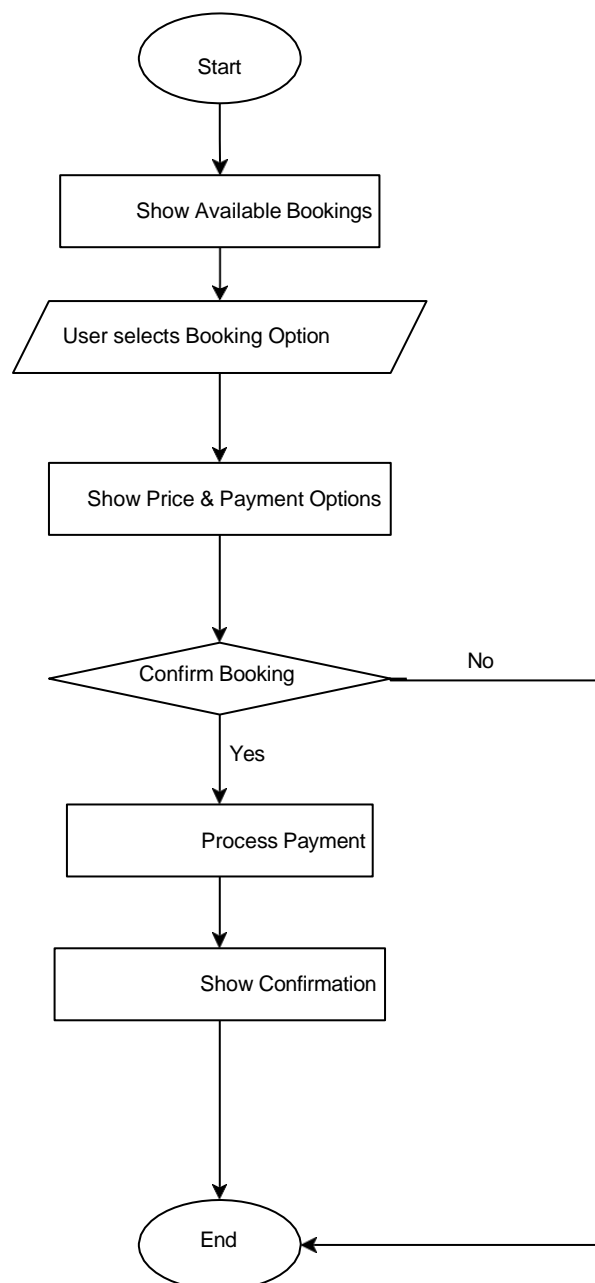 Start
Show Available Bookings
User selects Booking Option
Show Price & Payment Options
Confirm Booking
No
Yes
Process Payment
Show Confirmation
End